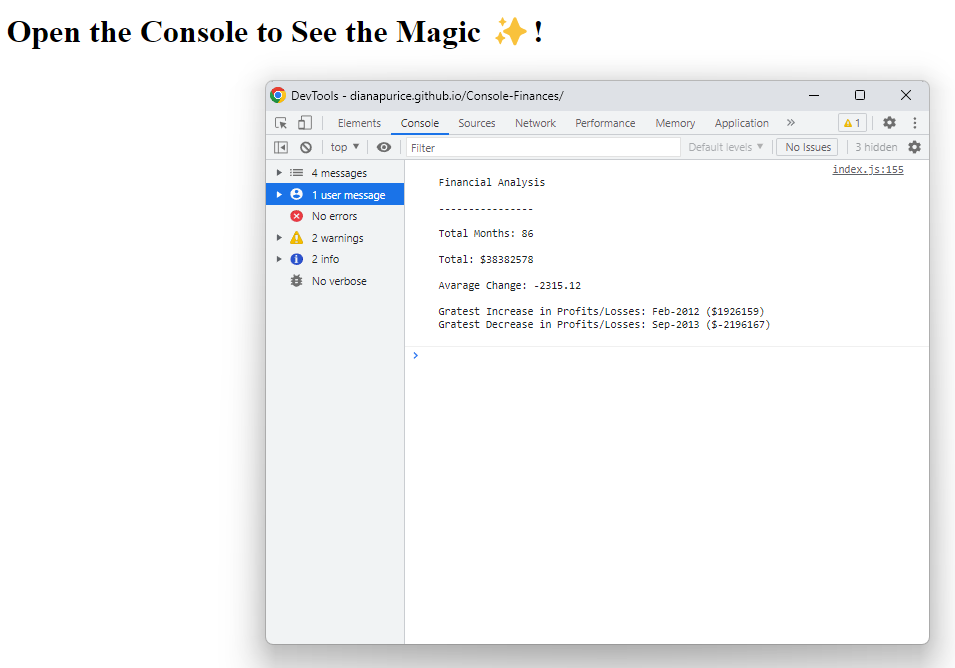 Open the Console to See the Magic ✨!
DevTools - dianapurice.github.io/Console-Finances/
Elements Console Sources Network Performance Memory Application » 1
top Filter Default levels No Issues 3 hidden
4 messages
1 user message
No errors
2 warnings
2 info
No verbose
index.js:155
Financial Analysis
----------------
Total Months: 86
Total: $38382578
Avarage Change: -2315.12
Gratest Increase in Profits/Losses: Feb-2012 ($1926159)
Gratest Decrease in Profits/Losses: Sep-2013 ($-2196167)